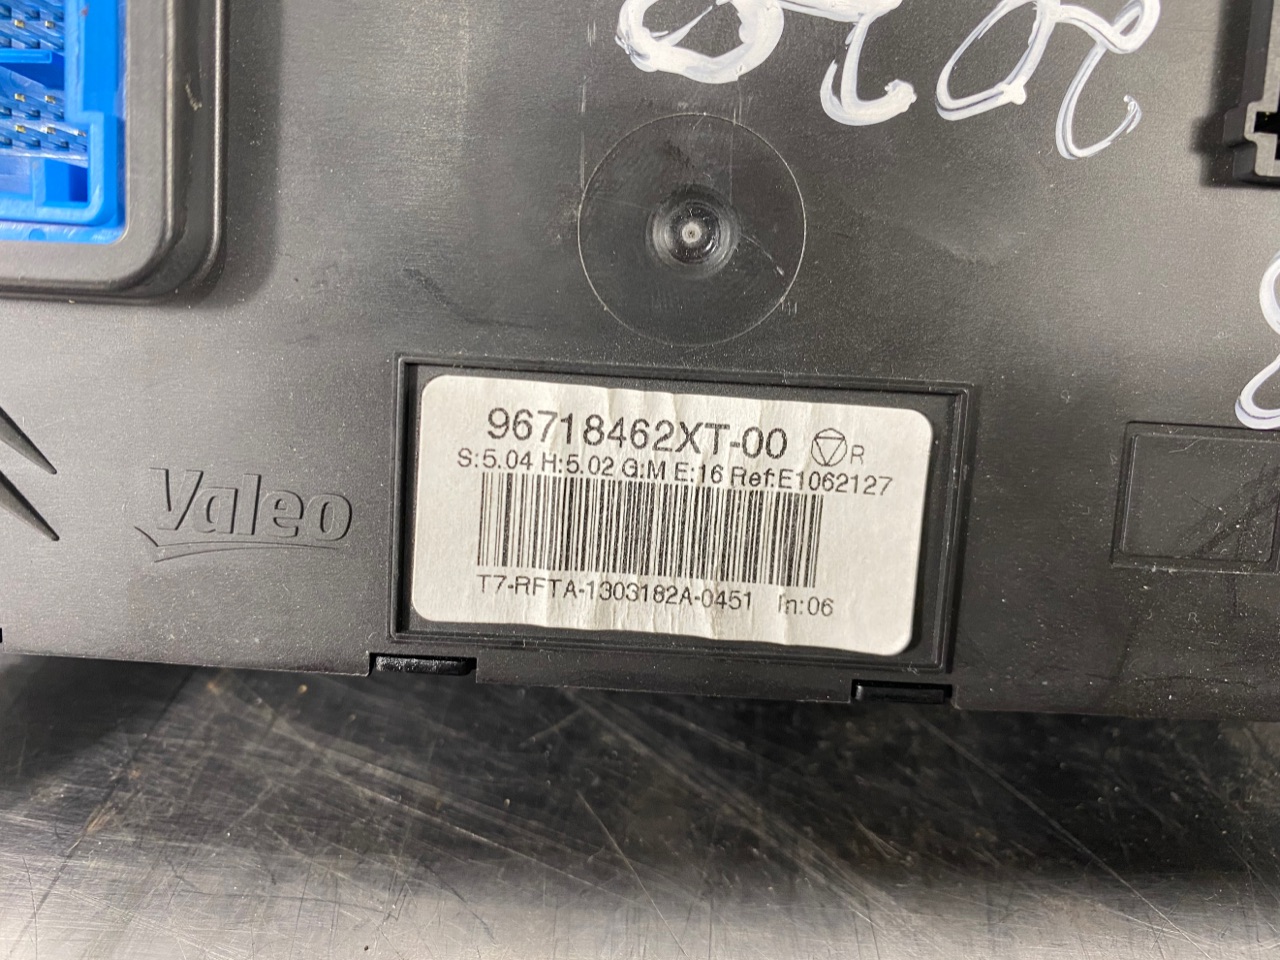 96718462XT-00 R
S:5.04 H:5.02 G:M E:16 Ref:E1062127
Valeo
T7-RFTA-1303182A-0451 In:06
R